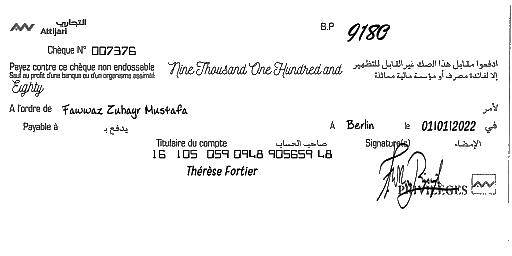 التجاري
Attijari
B.P 9180
Chèque N° 007376
Payez contre ce chèque non endossable Nine Thousand One Hundred and ادفعوا مقابل هذا الصك غير القابل للتظهير
Sauf au profit d'une banque ou d'un organisme assimilé إلا لفائدة مصرف أو مؤسسة مالية مماثلة
Eighty
A l'ordre de Fawwaz Zuhayr Mustafa لأمر
Payable à يدفع بـ A Berlin le 01/01/2022 في
Titulaire du compte صاحب الحساب Signature(s) الإمضاء
16 105 059 0948 905659 48
Thérèse Fortier
PRIVILÈGES